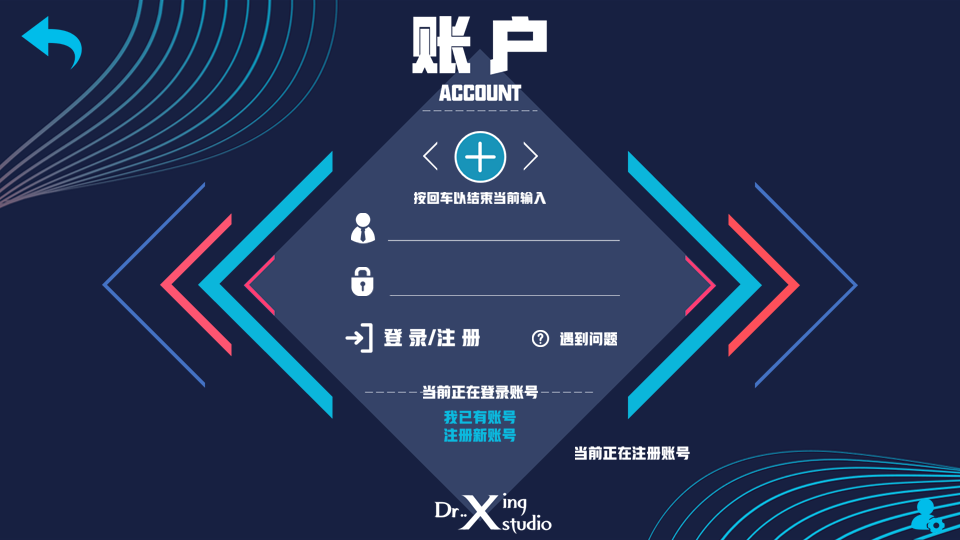 账户
ACCOUNT
按回车以结束当前输入
登录/注册
遇到问题
当前正在登录账号
我已有账号
注册新账号
当前正在注册账号
Dr..Xing
studio